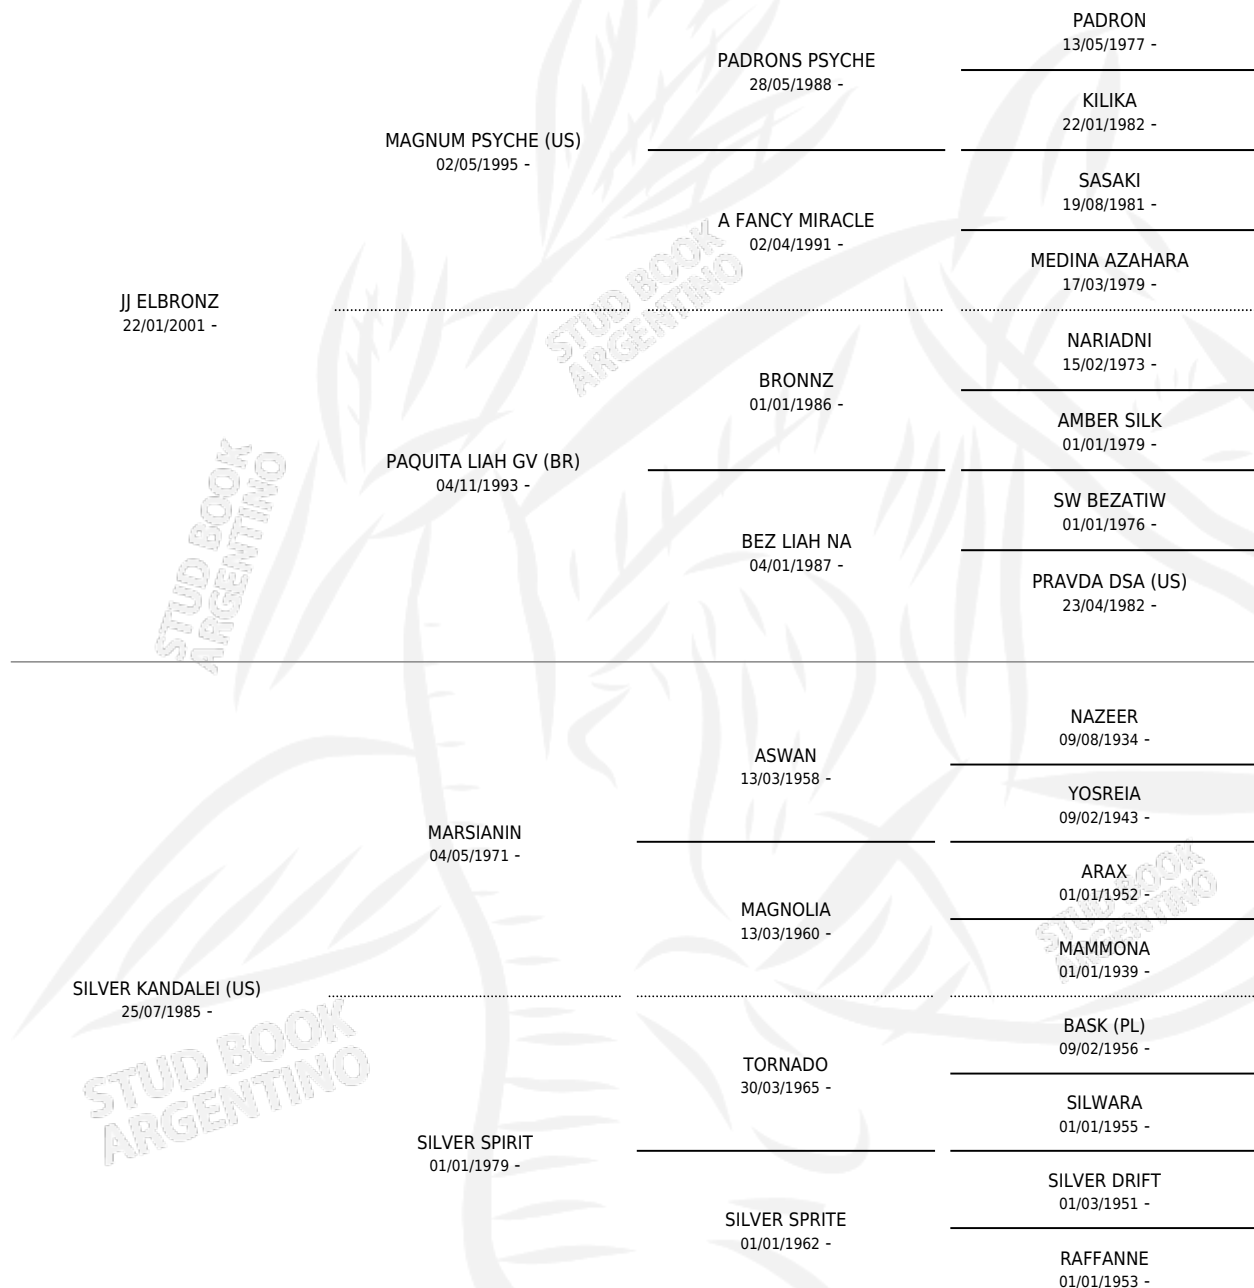 PADRON
13/05/1977 -
PADRONS PSYCHE
28/05/1988 -
KILIKA
22/01/1982 -
MAGNUM PSYCHE (US)
02/05/1995 -
SASAKI
19/08/1981 -
A FANCY MIRACLE
02/04/1991 -
MEDINA AZAHARA
17/03/1979 -
JJ ELBRONZ
22/01/2001 -
NARIADNI
15/02/1973 -
BRONNZ
01/01/1986 -
AMBER SILK
01/01/1979 -
PAQUITA LIAH GV (BR)
04/11/1993 -
SW BEZATIW
01/01/1976 -
BEZ LIAH NA
04/01/1987 -
PRAVDA DSA (US)
23/04/1982 -
NAZEER
09/08/1934 -
ASWAN
13/03/1958 -
YOSREIA
09/02/1943 -
MARSIANIN
04/05/1971 -
ARAX
01/01/1952 -
MAGNOLIA
13/03/1960 -
MAMMONA
01/01/1939 -
SILVER KANDALEI (US)
25/07/1985 -
BASK (PL)
09/02/1956 -
TORNADO
30/03/1965 -
SILWARA
01/01/1955 -
SILVER SPIRIT
01/01/1979 -
SILVER DRIFT
01/03/1951 -
SILVER SPRITE
01/01/1962 -
RAFFANNE
01/01/1953 -
STUD BOOK
ARGENTINO
STUD BOOK
ARGENTINO
STUD BOOK
ARGENTINO
STUD BOOK
ARGENTINO